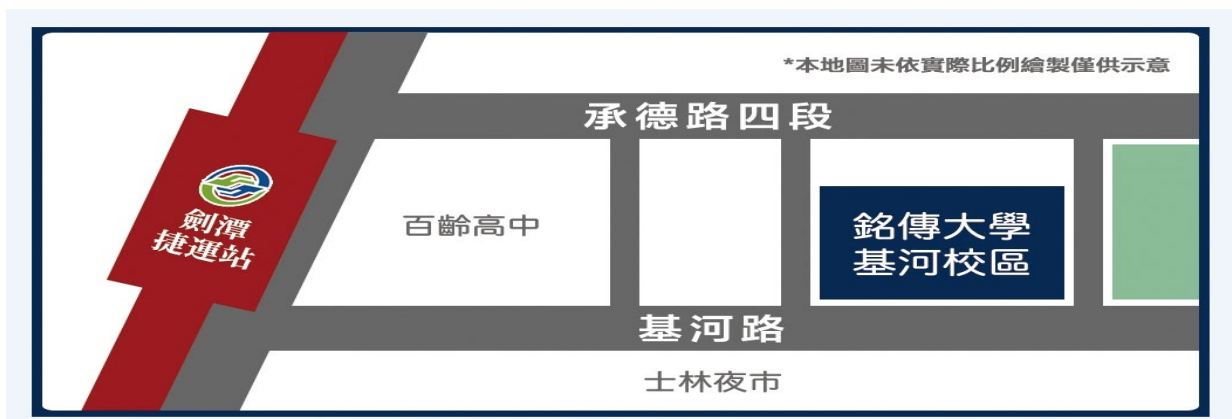 *本地圖未依實際比例繪製僅供示意
承德路四段
劍潭
捷運站
百齡高中
銘傳大學
基河校區
基河路
士林夜市